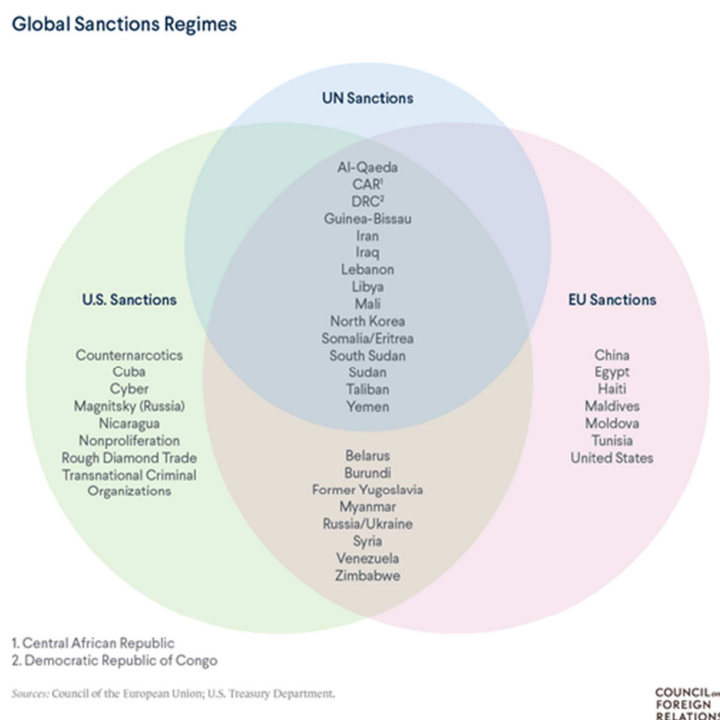 Global Sanctions Regimes
UN Sanctions
Al-Qaeda
CAR¹
DRC²
Guinea-Bissau
Iran
Iraq
Lebanon
Libya
Mali
North Korea
Somalia/Eritrea
South Sudan
Sudan
Taliban
Yemen
U.S. Sanctions
Counternarcotics
Cuba
Cyber
Magnitsky (Russia)
Nicaragua
Nonproliferation
Rough Diamond Trade
Transnational Criminal
Organizations
EU Sanctions
China
Egypt
Haiti
Maldives
Moldova
Tunisia
United States
Belarus
Burundi
Former Yugoslavia
Myanmar
Russia/Ukraine
Syria
Venezuela
Zimbabwe
1. Central African Republic
2. Democratic Republic of Congo
Sources: Council of the European Union; U.S. Treasury Department.
COUNCIL on
FOREIGN
RELATIONS